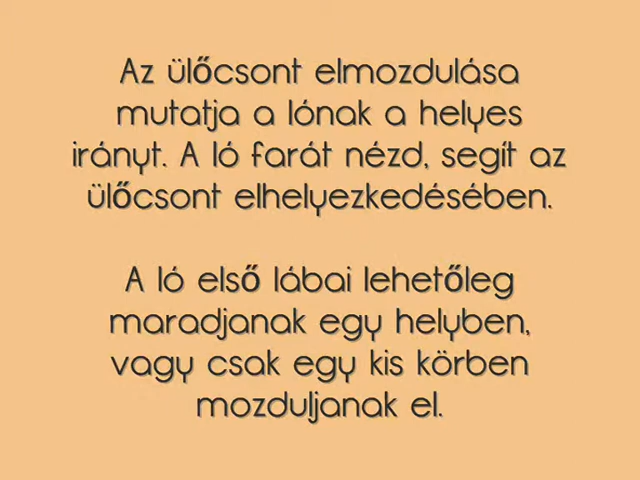 Az ülőcsont elmozdulása
mutatja a lónak a helyes
irányt. A ló farát nézd, segít az
ülőcsont elhelyezkedésében.
A ló első lábai lehetőleg
maradjanak egy helyben,
vagy csak egy kis körben
mozduljanak el.